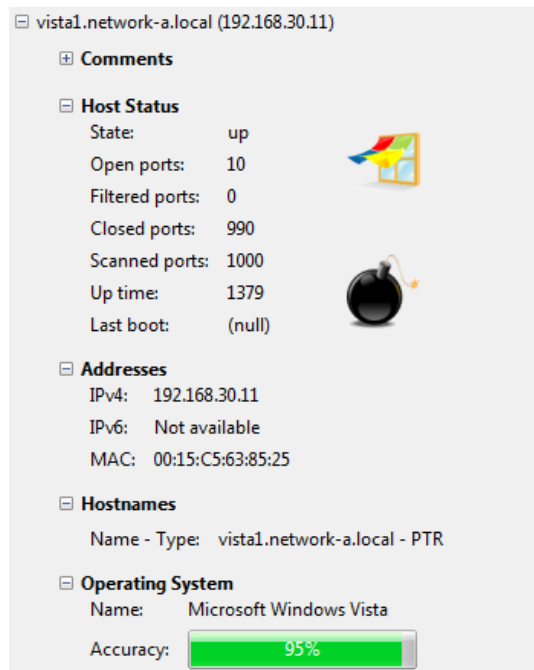 vista1.network-a.local (192.168.30.11)
Comments
Host Status
State: up
Open ports: 10
Filtered ports: 0
Closed ports: 990
Scanned ports: 1000
Up time: 1379
Last boot: (null)
Addresses
IPv4: 192.168.30.11
IPv6: Not available
MAC: 00:15:C5:63:85:25
Hostnames
Name - Type: vista1.network-a.local - PTR
Operating System
Name: Microsoft Windows Vista
Accuracy: 95%